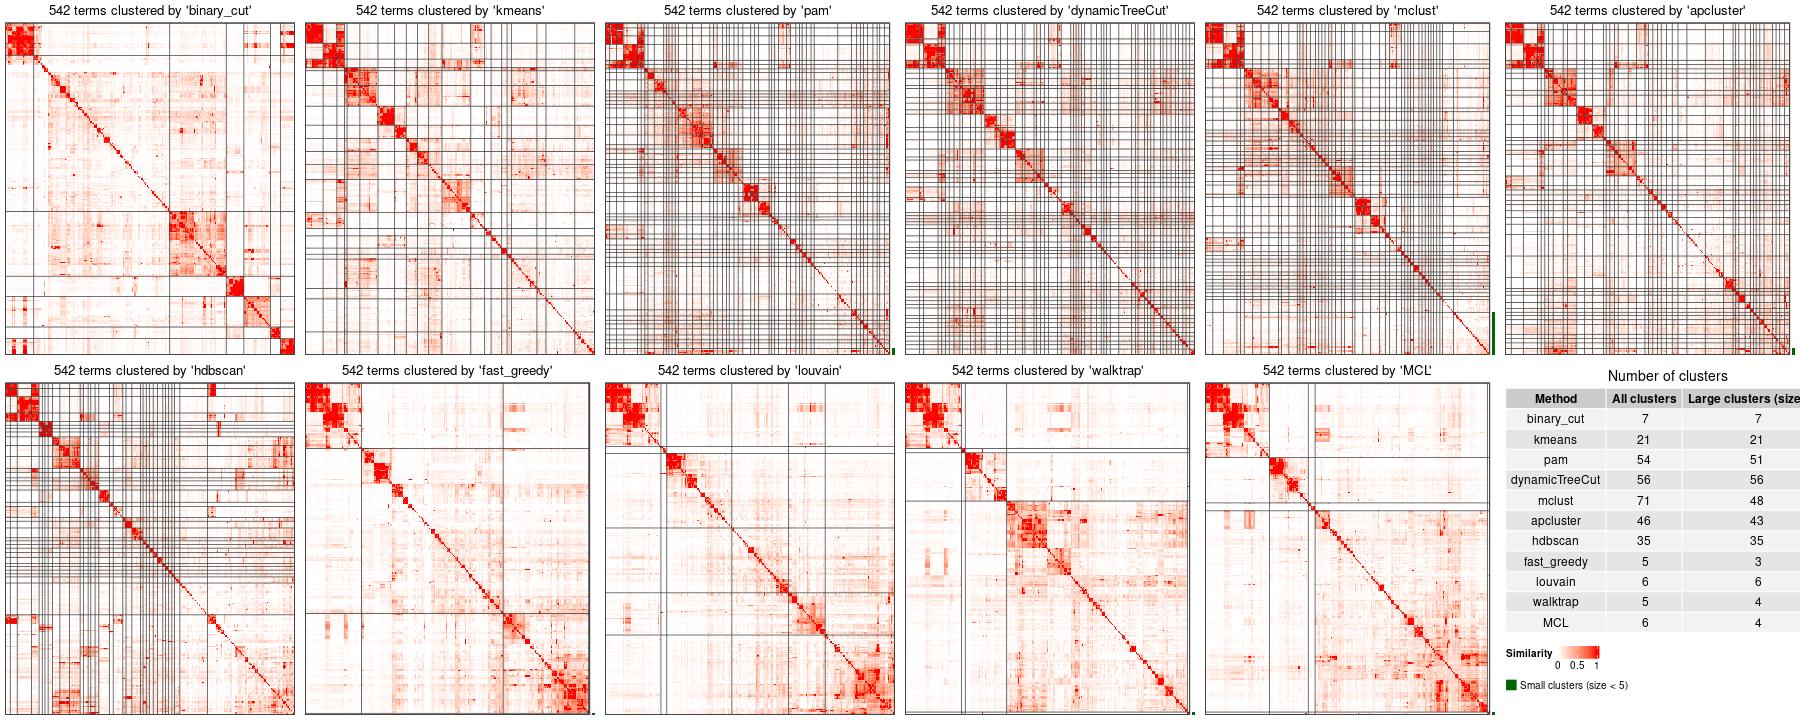 542 terms clustered by 'binary_cut'
542 terms clustered by 'kmeans'
542 terms clustered by 'pam'
542 terms clustered by 'dynamicTreeCut'
542 terms clustered by 'mclust'
542 terms clustered by 'apcluster'
542 terms clustered by 'hdbscan'
542 terms clustered by 'fast_greedy'
542 terms clustered by 'louvain'
542 terms clustered by 'walktrap'
542 terms clustered by 'MCL'
Number of clusters
Method All clusters Large clusters (size
binary_cut 7 7
kmeans 21 21
pam 54 51
dynamicTreeCut 56 56
mclust 71 48
apcluster 46 43
hdbscan 35 35
fast_greedy 5 3
louvain 6 6
walktrap 5 4
MCL 6 4
Similarity
0 0.5 1
Small clusters (size < 5)